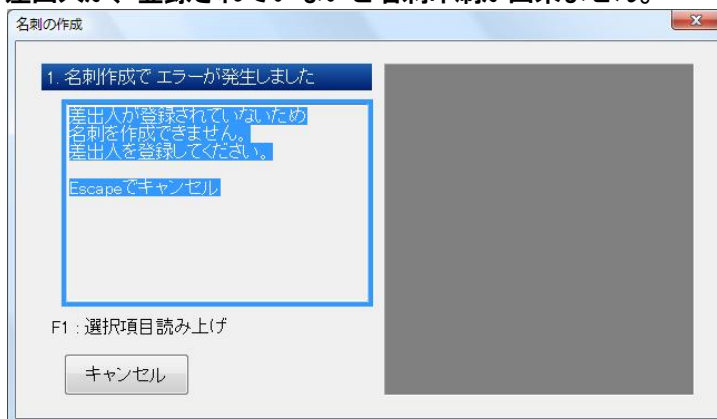 差出人が、登録されていないと名刺印刷が出来ません。
名刺の作成
1. 名刺作成で エラーが発生しました
差出人が登録されていないため
名刺を作成できません。
差出人を登録してください。
Escapeでキャンセル
F1 : 選択項目読み上げ
キャンセル